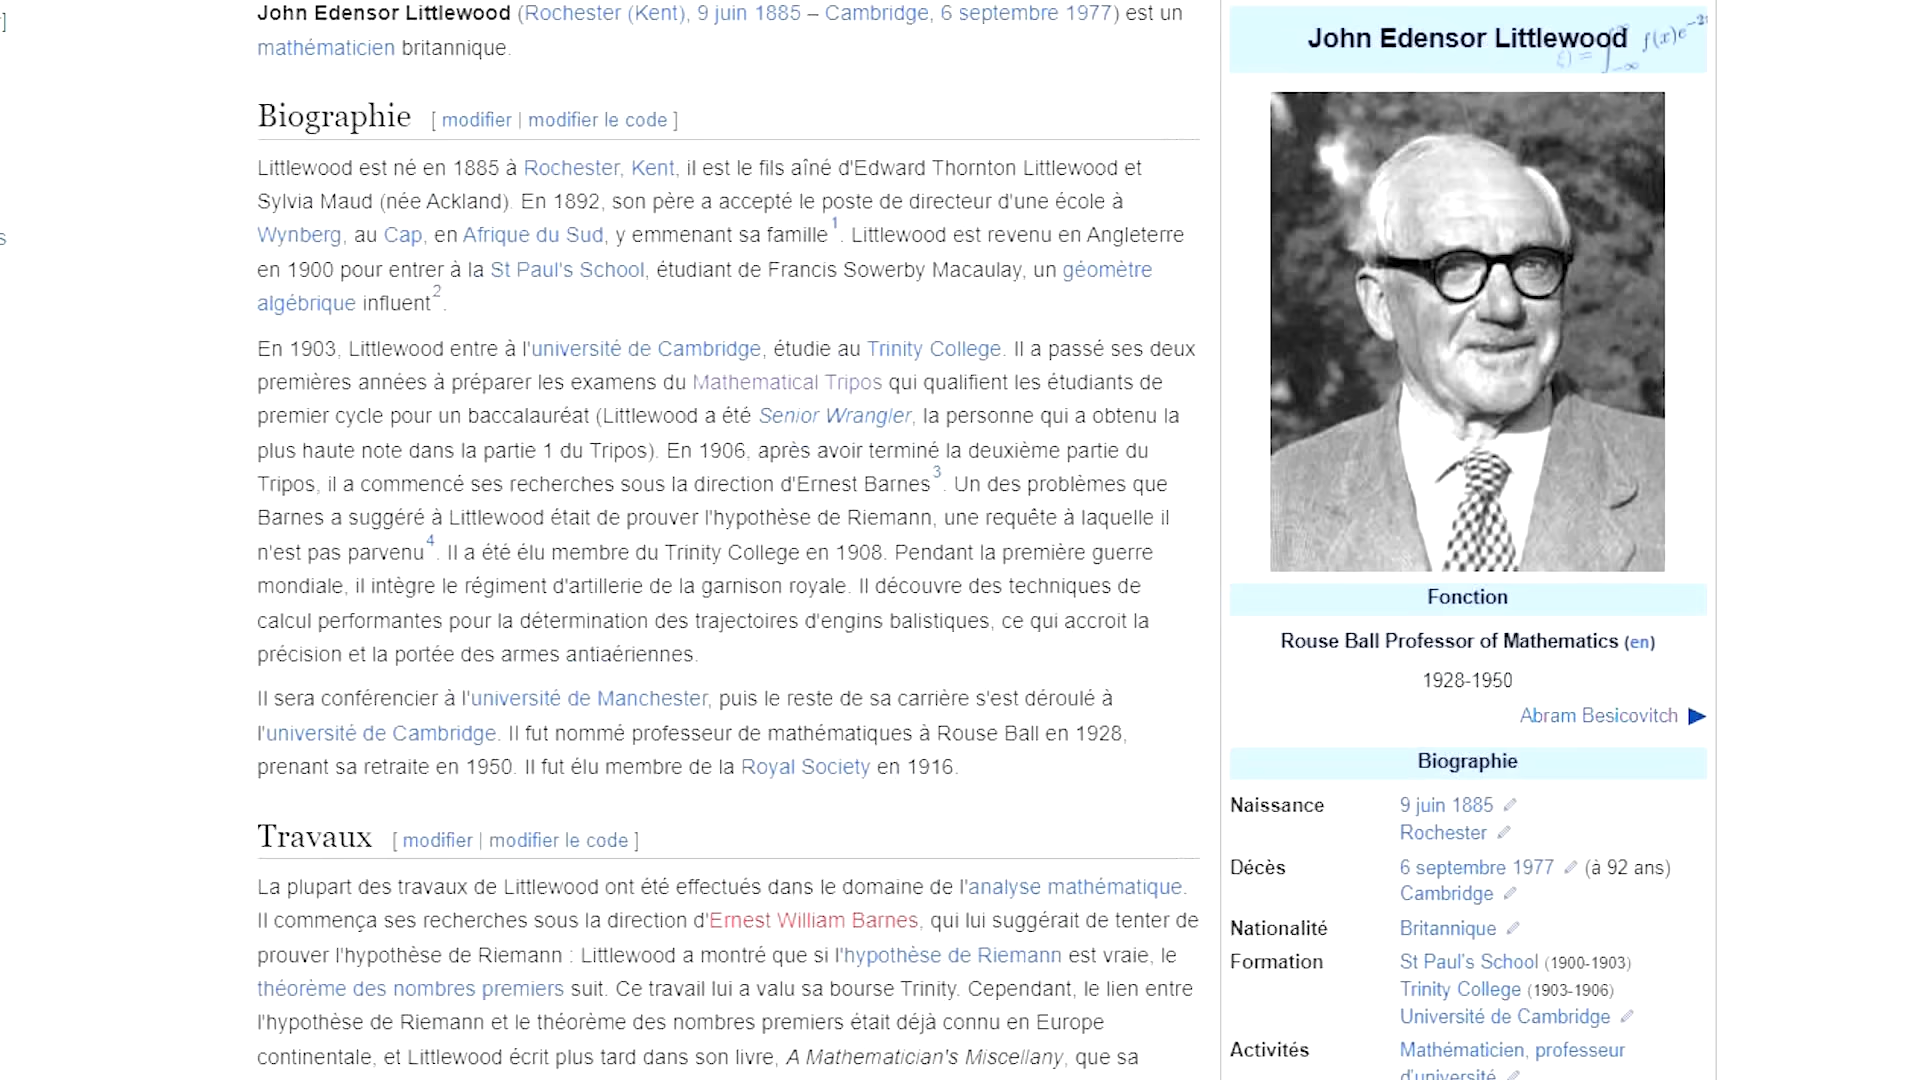 John Edensor Littlewood (Rochester (Kent), 9 juin 1885 – Cambridge, 6 septembre 1977) est un
mathématicien britannique.
Biographie [ modifier | modifier le code ]
Littlewood est né en 1885 à Rochester, Kent, il est le fils aîné d'Edward Thornton Littlewood et
Sylvia Maud (née Ackland). En 1892, son père a accepté le poste de directeur d'une école à
Wynberg, au Cap, en Afrique du Sud, y emmenant sa famille1. Littlewood est revenu en Angleterre
en 1900 pour entrer à la St Paul's School, étudiant de Francis Sowerby Macaulay, un géomètre
algébrique influent2.
En 1903, Littlewood entre à l'université de Cambridge, étudie au Trinity College. Il a passé ses deux
premières années à préparer les examens du Mathematical Tripos qui qualifient les étudiants de
premier cycle pour un baccalauréat (Littlewood a été Senior Wrangler, la personne qui a obtenu la
plus haute note dans la partie 1 du Tripos). En 1906, après avoir terminé la deuxième partie du
Tripos, il a commencé ses recherches sous la direction d'Ernest Barnes3. Un des problèmes que
Barnes a suggéré à Littlewood était de prouver l'hypothèse de Riemann, une requête à laquelle il
n'est pas parvenu4. Il a été élu membre du Trinity College en 1908. Pendant la première guerre
mondiale, il intègre le régiment d'artillerie de la garnison royale. Il découvre des techniques de
calcul performantes pour la détermination des trajectoires d'engins balistiques, ce qui accroit la
précision et la portée des armes antiaériennes.
Il sera conférencier à l'université de Manchester, puis le reste de sa carrière s'est déroulé à
l'université de Cambridge. Il fut nommé professeur de mathématiques à Rouse Ball en 1928,
prenant sa retraite en 1950. Il fut élu membre de la Royal Society en 1916.
Travaux [ modifier | modifier le code ]
La plupart des travaux de Littlewood ont été effectués dans le domaine de l'analyse mathématique.
Il commença ses recherches sous la direction d'Ernest William Barnes, qui lui suggérait de tenter de
prouver l'hypothèse de Riemann : Littlewood a montré que si l'hypothèse de Riemann est vraie, le
théorème des nombres premiers suit. Ce travail lui a valu sa bourse Trinity. Cependant, le lien entre
l'hypothèse de Riemann et le théorème des nombres premiers était déjà connu en Europe
continentale, et Littlewood écrit plus tard dans son livre, A Mathematician's Miscellany, que sa
John Edensor Littlewood
Fonction
Rouse Ball Professor of Mathematics (en)
1928-1950
Abram Besicovitch ▶
Biographie
Naissance 9 juin 1885
Rochester
Décès 6 septembre 1977 (à 92 ans)
Cambridge
Nationalité Britannique
Formation St Paul's School (1900-1903)
Trinity College (1903-1906)
Université de Cambridge
Activités Mathématicien, professeur
d'université